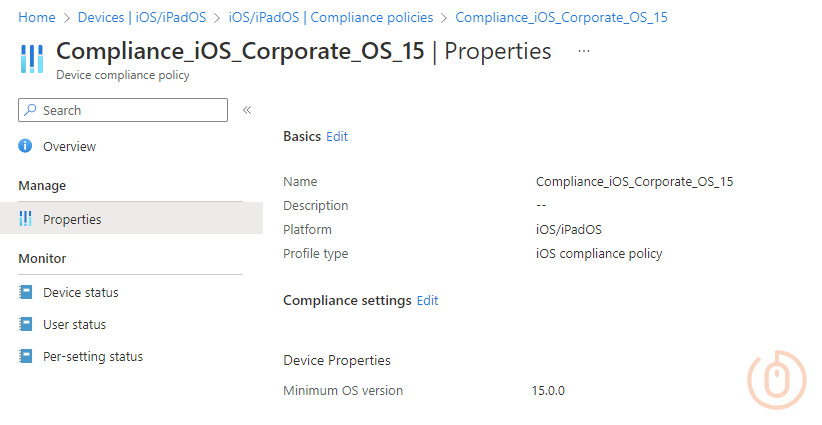 Home > Devices | iOS/iPadOS > iOS/iPadOS | Compliance policies > Compliance_iOS_Corporate_OS_15
Compliance_iOS_Corporate_OS_15 | Properties ...
Device compliance policy
Search «
Overview
Manage
Properties
Monitor
Device status
User status
Per-setting status
Basics Edit
Name Compliance_iOS_Corporate_OS_15
Description --
Platform iOS/iPadOS
Profile type iOS compliance policy
Compliance settings Edit
Device Properties
Minimum OS version 15.0.0